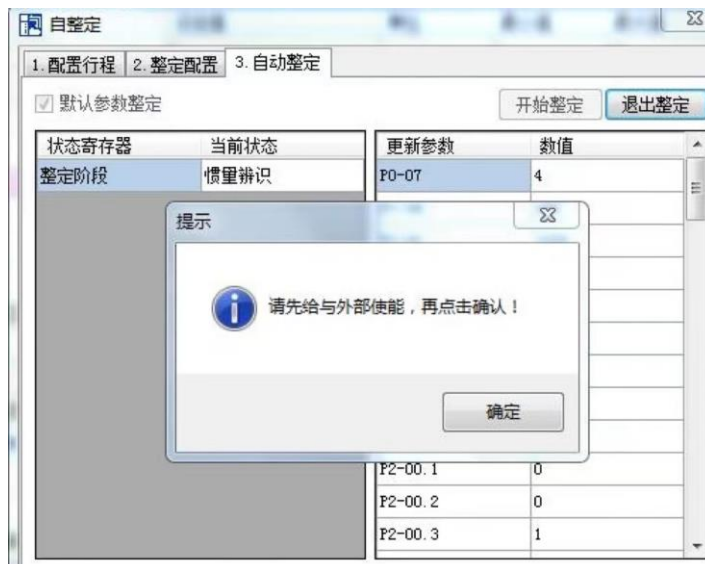 自整定
1.配置行程 2.整定配置 3.自动整定
默认参数整定 开始整定 退出整定
状态寄存器 当前状态 更新参数 数值
整定阶段 惯量辨识 P0-07 4
提示
请先给与外部使能，再点击确认！
确定
P2-00.1 0
P2-00.2 0
P2-00.3 1